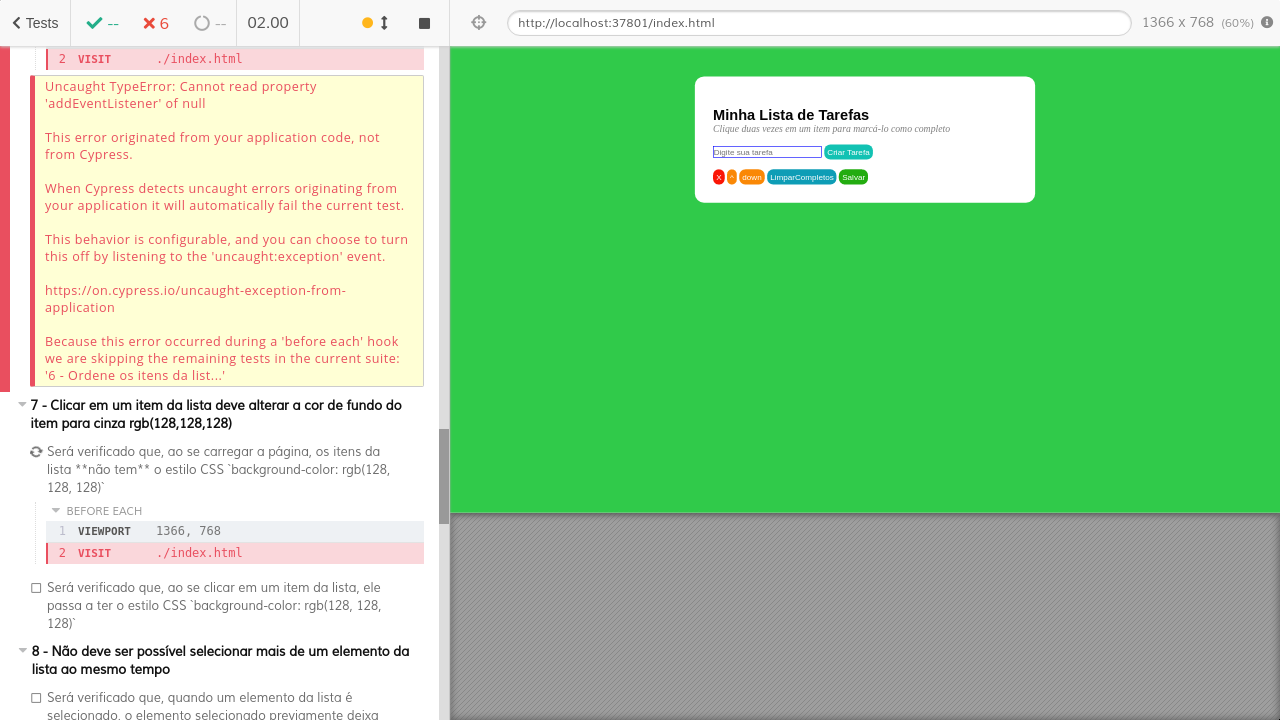 Tests
--
6
--
02.00
http://localhost:37801/index.html
1366 x 768 (60%)
2 VISIT ./index.html
Uncaught TypeError: Cannot read property
'addEventListener' of null
This error originated from your application code, not
from Cypress.
When Cypress detects uncaught errors originating from
your application it will automatically fail the current test.
This behavior is configurable, and you can choose to turn
this off by listening to the 'uncaught:exception' event.
https://on.cypress.io/uncaught-exception-from-
application
Because this error occurred during a 'before each' hook
we are skipping the remaining tests in the current suite:
'6 - Ordene os itens da list...'
7 - Clicar em um item da lista deve alterar a cor de fundo do
item para cinza rgb(128,128,128)
Será verificado que, ao se carregar a página, os itens da
lista **não tem** o estilo CSS `background-color: rgb(128,
128, 128)`
BEFORE EACH
1 VIEWPORT 1366, 768
2 VISIT ./index.html
Será verificado que, ao se clicar em um item da lista, ele
passa a ter o estilo CSS `background-color: rgb(128, 128,
128)`
8 - Não deve ser possível selecionar mais de um elemento da
lista ao mesmo tempo
Será verificado que, quando um elemento da lista é
selecionado, o elemento selecionado previamente deixa
Minha Lista de Tarefas
Clique duas vezes em um item para marcá-lo como completo
Digite sua tarefa
Criar Tarefa
X ^ down LimparCompletos Salvar